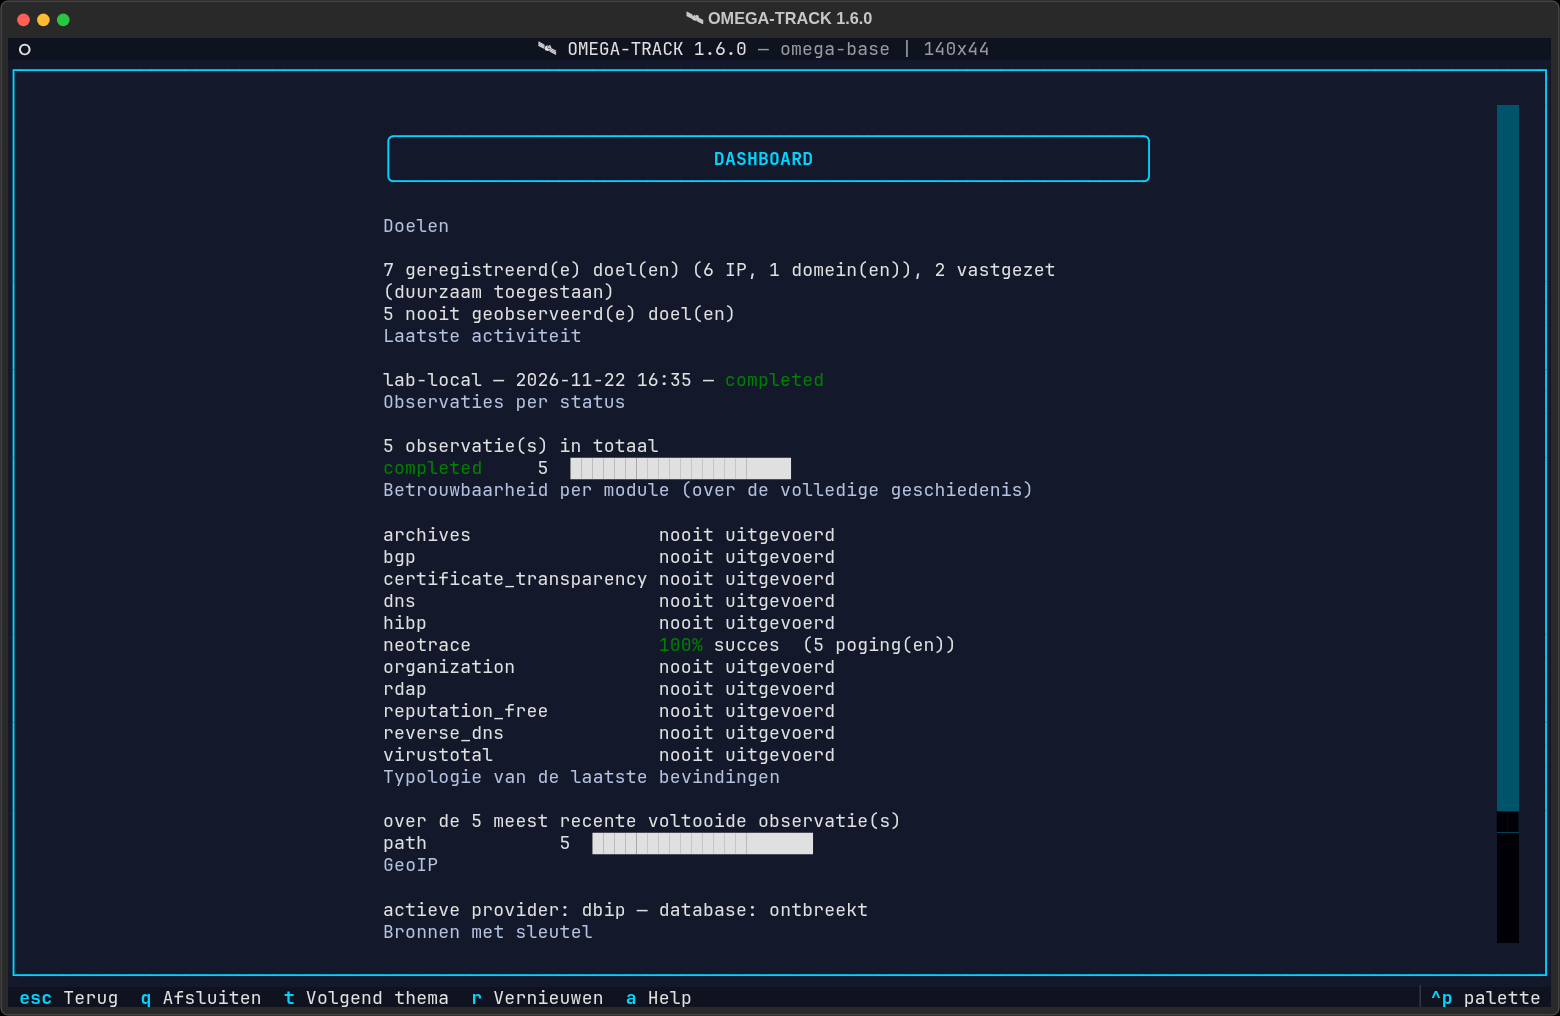 OMEGA-TRACK 1.6.0
OMEGA-TRACK 1.6.0 — omega-base | 140x44
DASHBOARD
Doelen
7 geregistreerd(e) doel(en) (6 IP, 1 domein(en)), 2 vastgezet
(duurzaam toegestaan)
5 nooit geobserveerd(e) doel(en)
Laatste activiteit
lab-local — 2026-11-22 16:35 — completed
Observaties per status
5 observatie(s) in totaal
completed 5
Betrouwbaarheid per module (over de volledige geschiedenis)
archives nooit uitgevoerd
bgp nooit uitgevoerd
certificate_transparency nooit uitgevoerd
dns nooit uitgevoerd
hibp nooit uitgevoerd
neotrace 100% succes (5 poging(en))
organization nooit uitgevoerd
rdap nooit uitgevoerd
reputation_free nooit uitgevoerd
reverse_dns nooit uitgevoerd
virustotal nooit uitgevoerd
Typologie van de laatste bevindingen
over de 5 meest recente voltooide observatie(s)
path 5
GeoIP
actieve provider: dbip — database: ontbreekt
Bronnen met sleutel
esc Terug q Afsluiten t Volgend thema r Vernieuwen a Help ^p palette